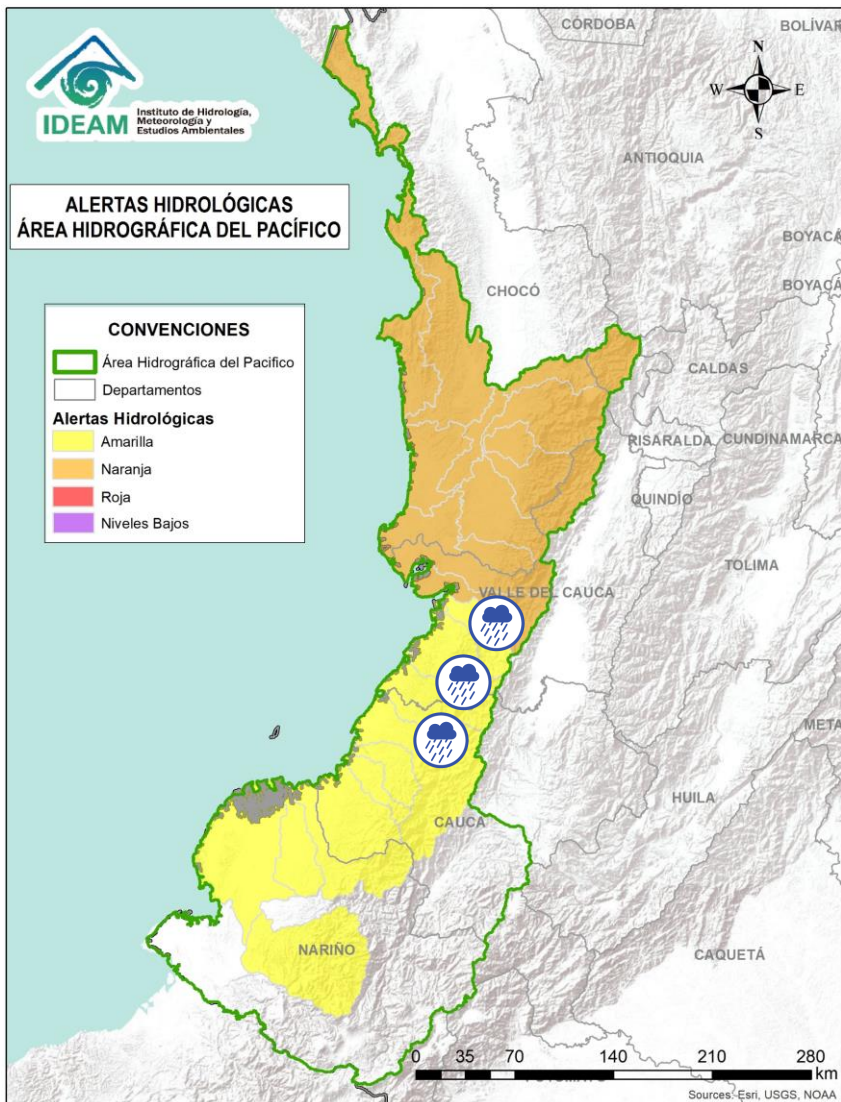 CÓRDOBA
BOLÍVAR
N
W
E
S
IDEAM
Instituto de Hidrología,
Meteorología y
Estudios Ambientales
ANTIOQUIA
ALERTAS HIDROLÓGICAS
ÁREA HIDROGRÁFICA DEL PACÍFICO
BOYACÁ
BOYACÁ
CHOCÓ
CONVENCIONES
Área Hidrográfica del Pacifico
Departamentos
Alertas Hidrológicas
Amarilla
Naranja
Roja
Niveles Bajos
CALDAS
RISARALDA
CUNDINAMARCA
QUINDÍO
TOLIMA
VALLE DEL CAUCA
META
HUILA
CAUCA
NARIÑO
CAQUETÁ
0 35 70 140 210 280
km
Sources: Esri, USGS, NOAA